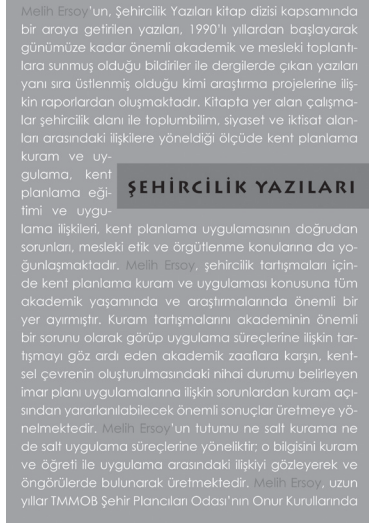 Melih Ersoy'un, Şehircilik Yazıları kitap dizisi kapsamında
bir araya getirilen yazıları, 1990'lı yıllardan başlayarak
günümüze kadar önemli akademik ve mesleki toplantı-
lara sunmuş olduğu bildiriler ile dergilerde çıkan yazıları
yanı sıra üstlenmiş olduğu kimi araştırma projelerine iliş-
kin raporlardan oluşmaktadır. Kitapta yer alan çalışma-
lar şehircilik alanı ile toplumbilim, siyaset ve iktisat alan-
ları arasındaki ilişkilere yöneldiği ölçüde kent planlama
kuram ve uy-
gulama, kent
planlama eği-
timi ve uygu-
ŞEHİRCİLİK YAZILARI
lama ilişkileri, kent planlama uygulamasının doğrudan
sorunları, mesleki etik ve örgütlenme konularına da yo-
ğunlaşmaktadır. Melih Ersoy, şehircilik tartışmaları için-
de kent planlama kuram ve uygulaması konusuna tüm
akademik yaşamında ve araştırmalarında önemli bir
yer ayırmıştır. Kuram tartışmalarını akademinin önemli
bir sorunu olarak görüp uygulama süreçlerine ilişkin tar-
tışmayı göz ardı eden akademik zaaflara karşın, kent-
sel çevrenin oluşturulmasındaki nihai durumu belirleyen
imar planı uygulamalarına ilişkin sorunlardan kuram açı-
sından yararlanılabilecek önemli sonuçlar üretmeye yö-
nelmektedir. Melih Ersoy'un tutumu ne salt kurama ne
de salt uygulama süreçlerine yöneliktir; o bilgisini kuram
ve öğreti ile uygulama arasındaki ilişkiyi gözleyerek ve
öngörülerde bulunarak üretmektedir. Melih Ersoy, uzun
yıllar TMMOB Şehir Plancıları Odası'nın Onur Kurullarında